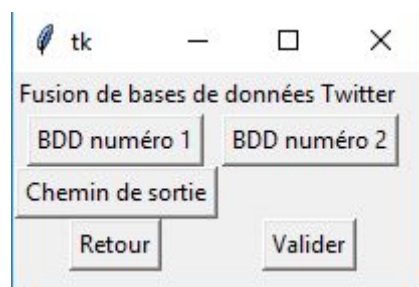 tk
Fusion de bases de données Twitter
BDD numéro 1 BDD numéro 2
Chemin de sortie
Retour Valider